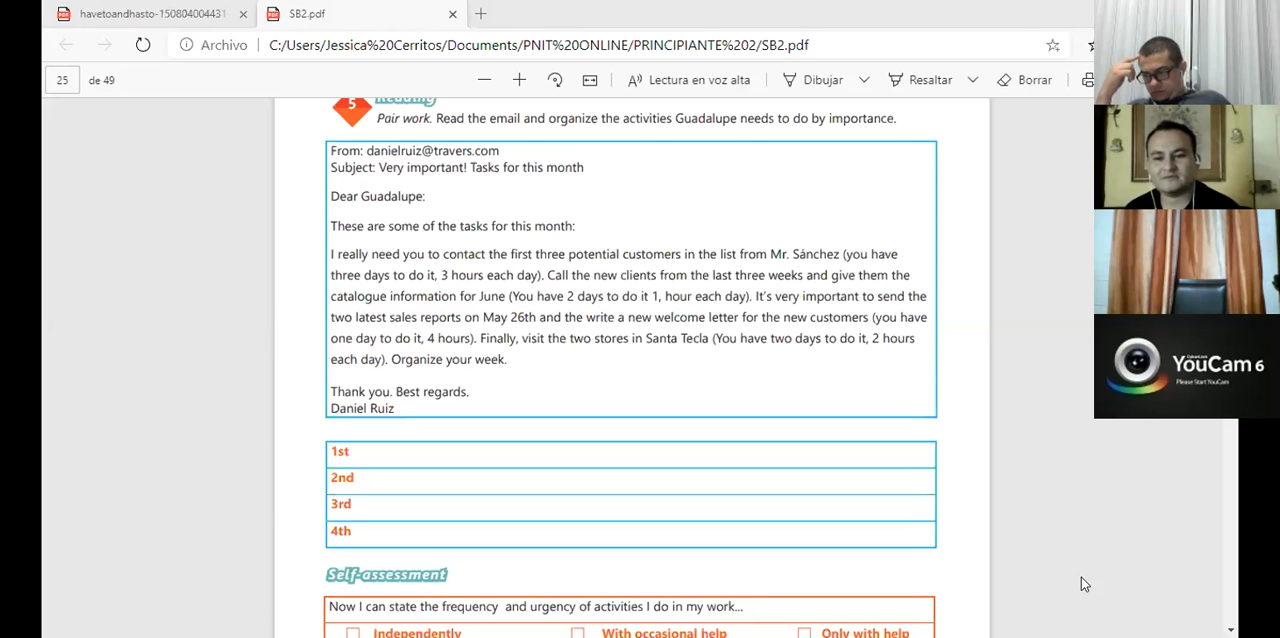 havetoandhasto-150804004431
SB2.pdf
Archivo
C:/Users/Jessica%20Cerritos/Documents/PNIT%20ONLINE/PRINCIPIANTE%202/SB2.pdf
25
de 49
Lectura en voz alta
Dibujar
Resaltar
Borrar
5
Reading
Pair work. Read the email and organize the activities Guadalupe needs to do by importance.
From: danielruiz@travers.com
Subject: Very important! Tasks for this month
Dear Guadalupe:
These are some of the tasks for this month:
I really need you to contact the first three potential customers in the list from Mr. Sánchez (you have
three days to do it, 3 hours each day). Call the new clients from the last three weeks and give them the
catalogue information for June (You have 2 days to do it 1, hour each day). It's very important to send the
two latest sales reports on May 26th and the write a new welcome letter for the new customers (you have
one day to do it, 4 hours). Finally, visit the two stores in Santa Tecla (You have two days to do it, 2 hours
each day). Organize your week.
Thank you. Best regards.
Daniel Ruiz
1st
2nd
3rd
4th
Self-assessment
Now I can state the frequency and urgency of activities I do in my work...
Independently
With occasional help
Only with help
YouCam 6
Please Start YouCam